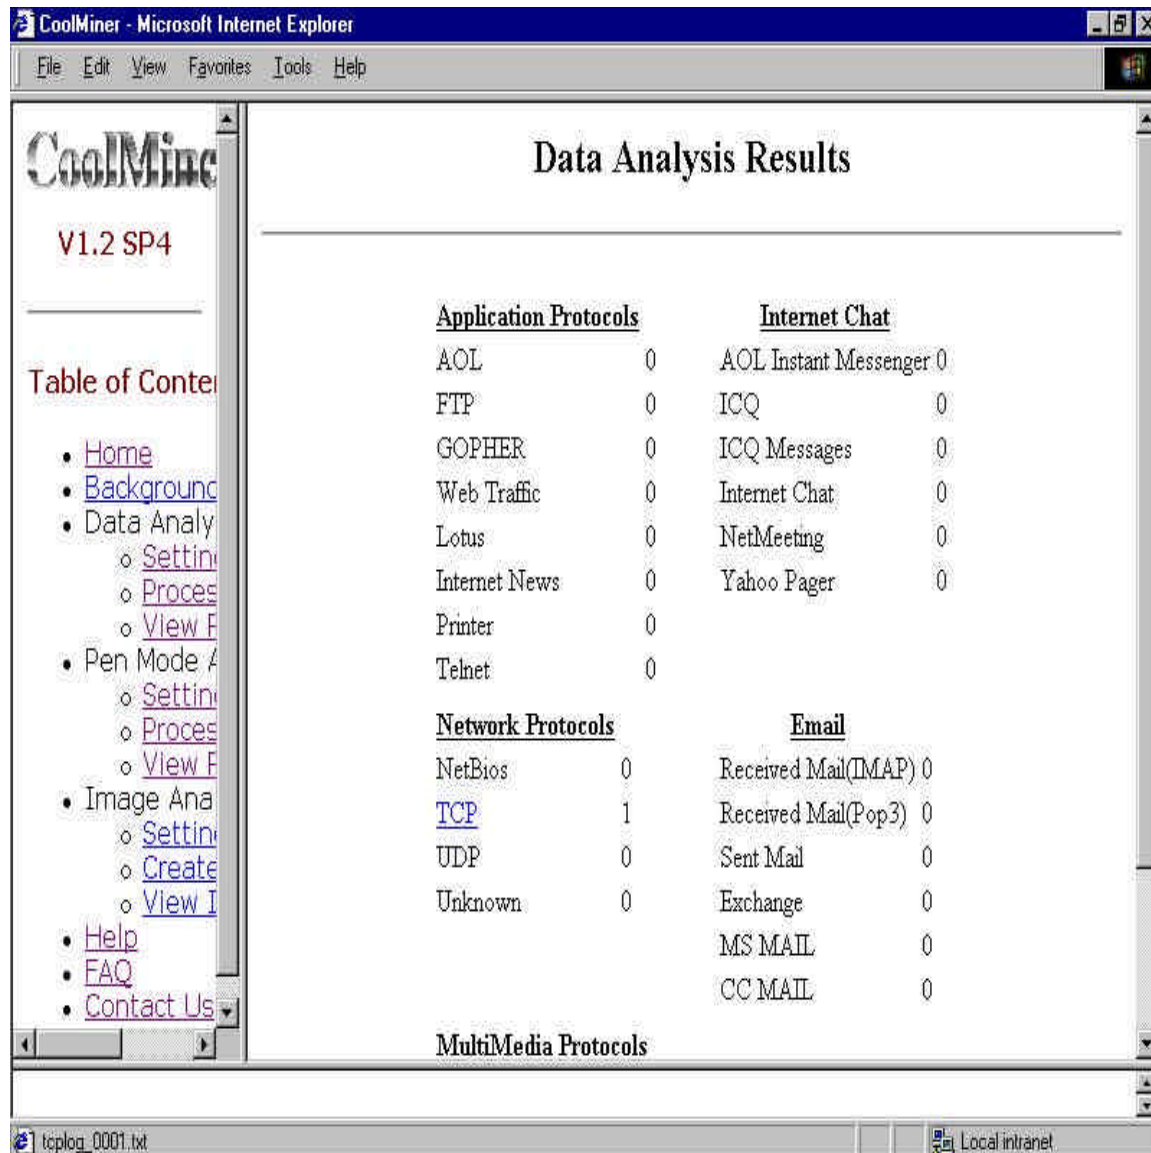 CoolMiner - Microsoft Internet Explorer
File Edit View Favorites Tools Help
CoolMine
V1.2 SP4
Table of Conte
Home
Background
Data Analy
Settin
Proces
View
Pen Mode
Settin
Proces
View
Image Ana
Settin
Create
View
Help
FAQ
Contact Us
Data Analysis Results
Application Protocols
AOL 0
FTP 0
GOPHER 0
Web Traffic 0
Lotus 0
Internet News 0
Printer 0
Telnet 0
Internet Chat
AOL Instant Messenger 0
ICQ 0
ICQ Messages 0
Internet Chat 0
NetMeeting 0
Yahoo Pager 0
Network Protocols
NetBios 0
TCP 1
UDP 0
Unknown 0
Email
Received Mail(IMAP) 0
Received Mail(Pop3) 0
Sent Mail 0
Exchange 0
MS MAIL 0
CC MAIL 0
MultiMedia Protocols
tcplog_0001.txt
Local intranet